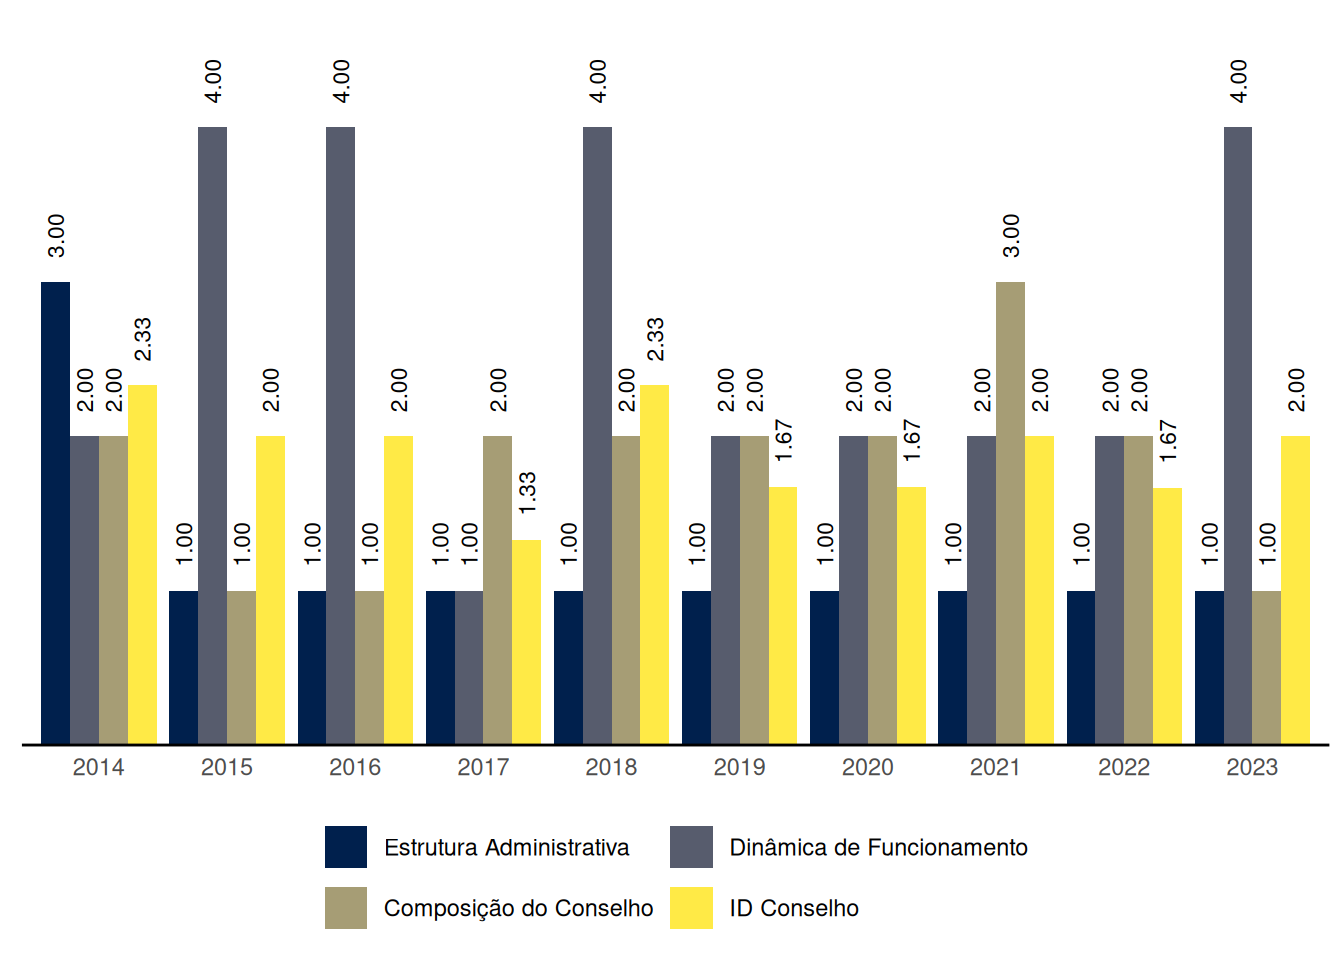 3.00 2.00 2.00 2.33 1.00 4.00 1.00 2.00 1.00 4.00 1.00 2.00 1.00 1.00 2.00 1.33 1.00 4.00 2.00 2.33 1.00 2.00 2.00 1.67 1.00 2.00 2.00 1.67 1.00 2.00 3.00 2.00 1.00 2.00 2.00 1.67 1.00 4.00 1.00 2.00
2014 2015 2016 2017 2018 2019 2020 2021 2022 2023
Estrutura Administrativa Dinâmica de Funcionamento
Composição do Conselho ID Conselho